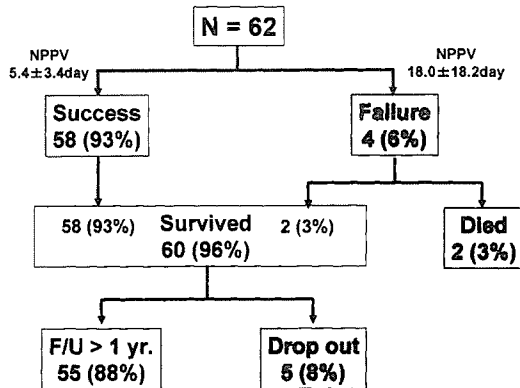 N = 62
NPPV
5.4±3.4day
NPPV
18.0±18.2day
Success
58 (93%)
Failure
4 (6%)
58 (93%) Survived 2 (3%)
60 (96%)
Died
2 (3%)
F/U > 1 yr.
55 (88%)
Drop out
5 (8%)